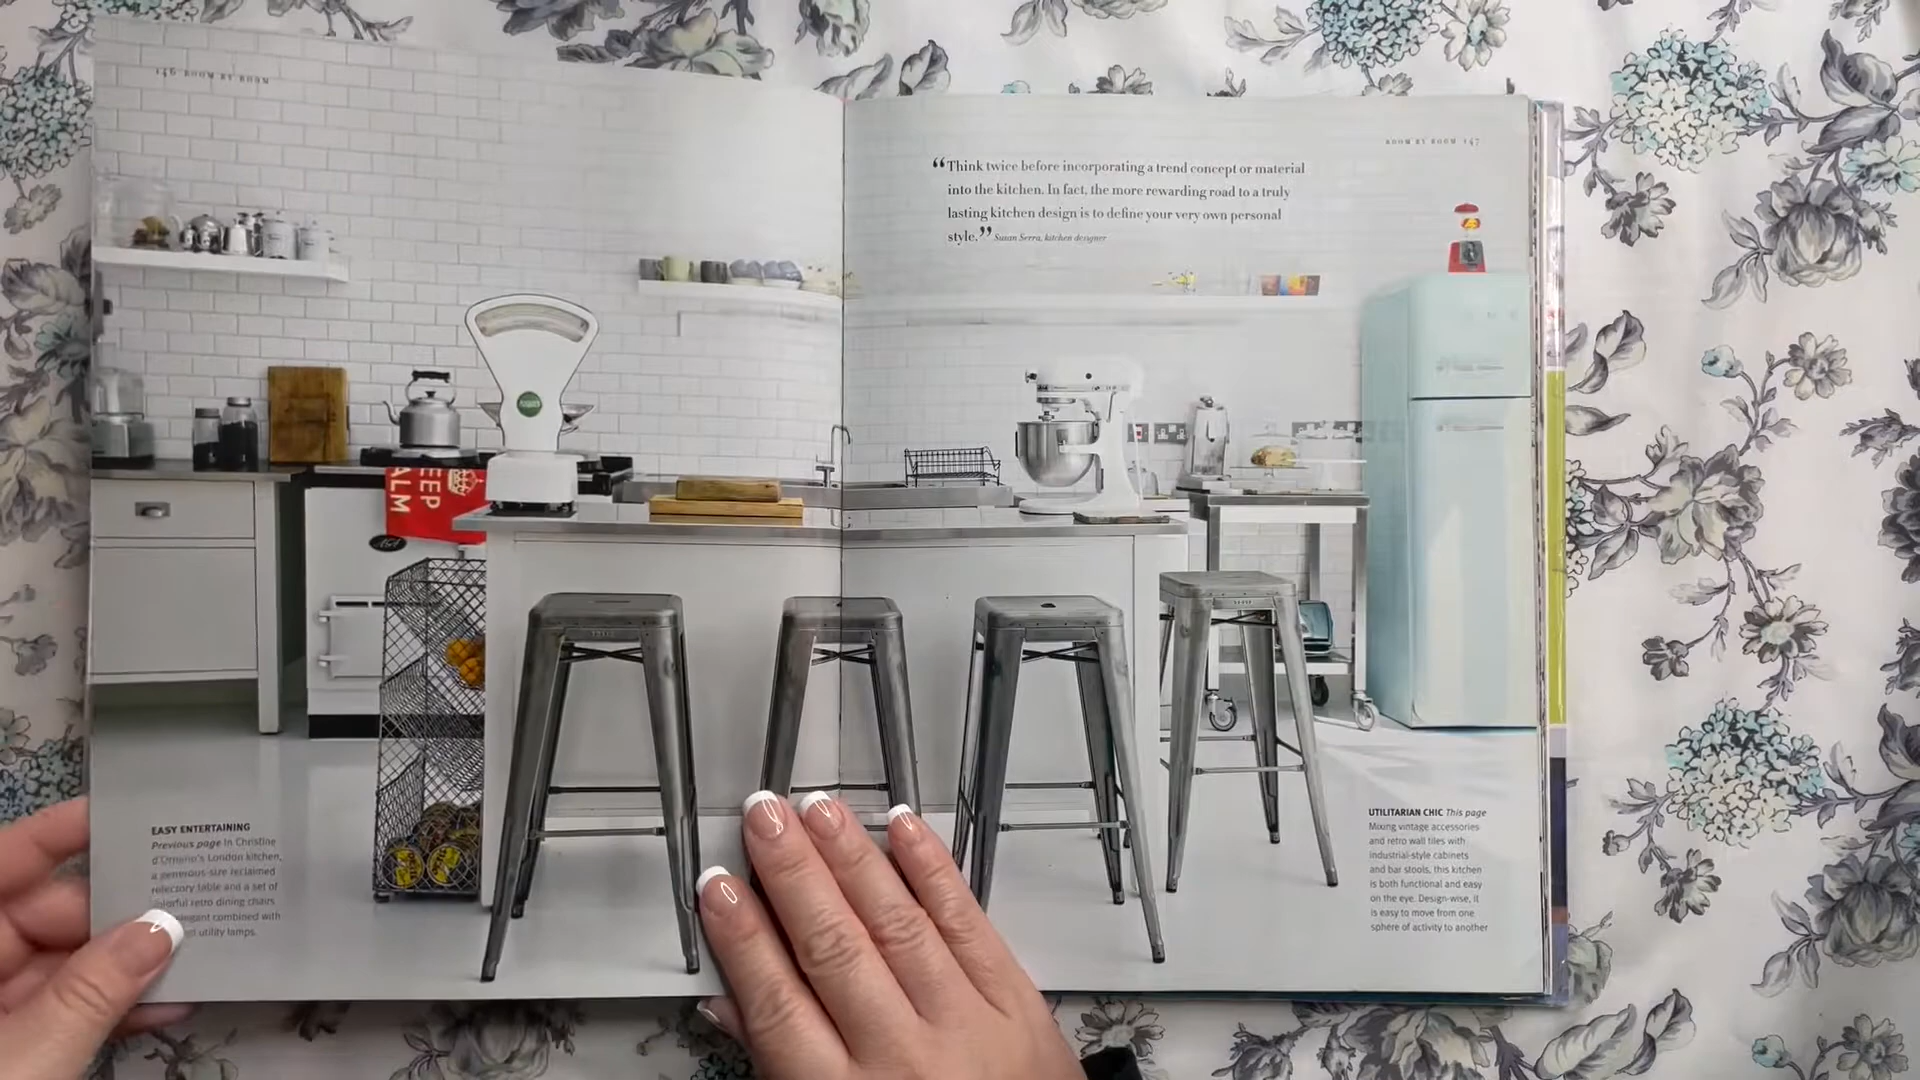 146 ROOM BY ROOM
ROOM BY ROOM 147
“Think twice before incorporating a trend concept or material
into the kitchen. In fact, the more rewarding road to a truly
lasting kitchen design is to define your very own personal
style.” Susan Serra, kitchen designer
EEP
ALM
EASY ENTERTAINING
Previous page In Christine
d'Ornano's London kitchen,
a generous-size reclaimed
refectory table and a set of
colorful retro dining chairs
elegant combined with
utility lamps.
UTILITARIAN CHIC This page
Mixing vintage accessories
and retro wall tiles with
industrial-style cabinets
and bar stools, this kitchen
is both functional and easy
on the eye. Design-wise, it
is easy to move from one
sphere of activity to another